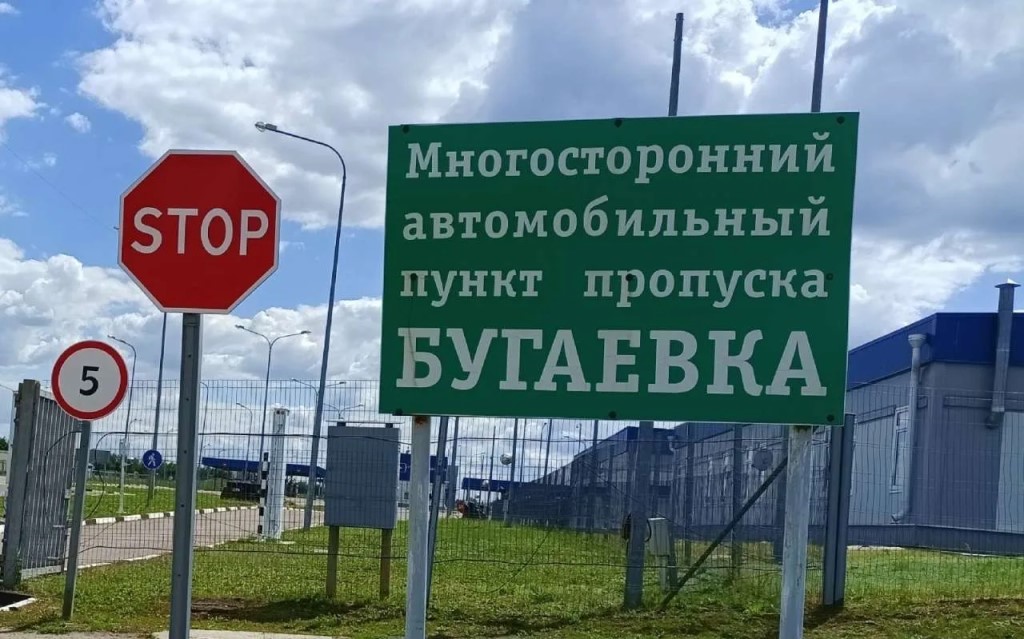 STOP
5
Многосторонний
автомобильный
пункт пропуска
БУГАЕВКА